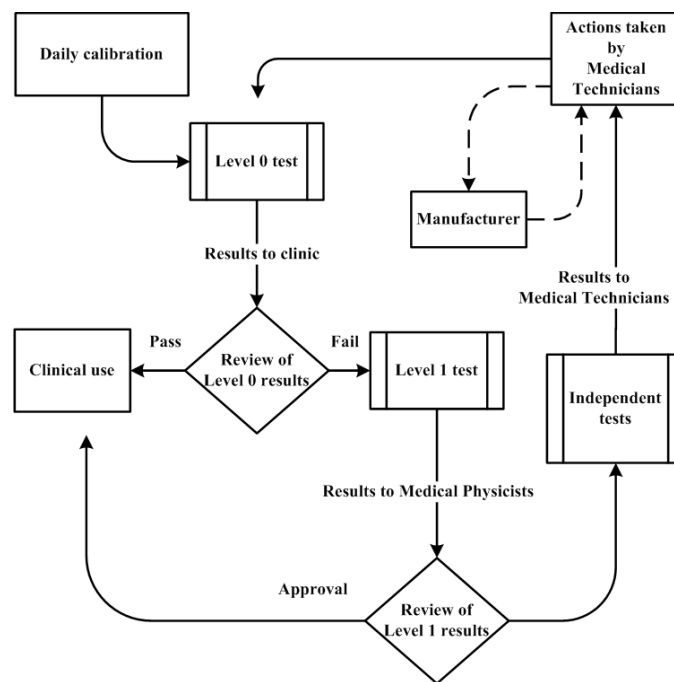 Daily calibration
Actions taken
by
Medical
Technicians
Level 0 test
Manufacturer
Results to clinic
Results to
Medical Technicians
Pass
Fail
Clinical use
Review of
Level 0 results
Level 1 test
Independent
tests
Results to Medical Physicists
Approval
Review of
Level 1 results